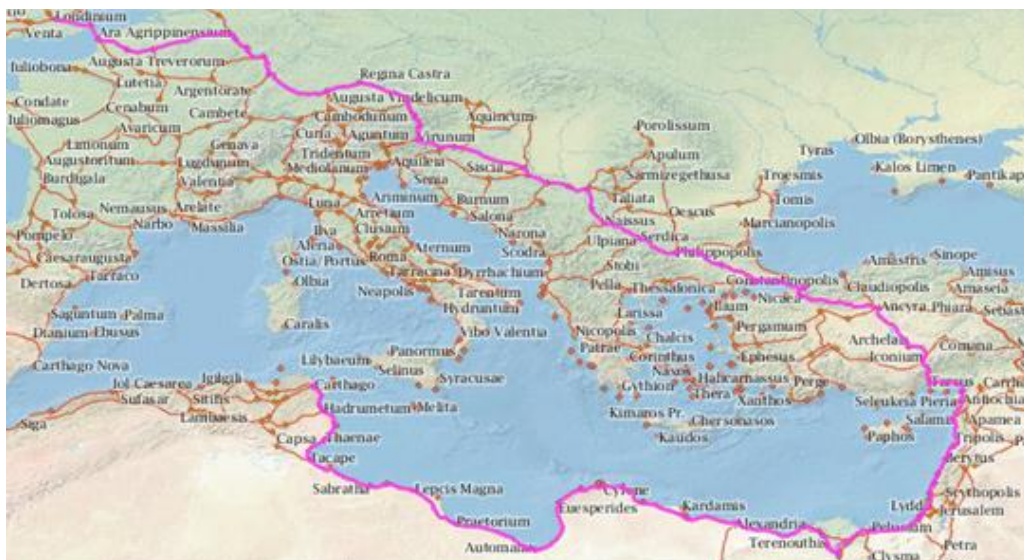 Londinium
Venta
Ara Agrippinensium
Iuliobona
Augusta Treverorum
Lutetia
Regina Castra
Condate
Cenabum
Argentorate
Augusta Vindelicum
Iuliomagus
Cambete
Cambodunum
Aquincum
Avaricum
Curia
Aguntum
Virunum
Porolissum
Limonum
Genava
Tridentum
Olbia (Borysthenes)
Augustoritum
Lugdunum
Mediolanum
Aquileia
Siscia
Apulum
Tyras
Kalos Limen
Burdigala
Valentia
Senia
Sarmizegethusa
Troesmis
Pantikap
Nemausus
Arelate
Luna
Ariminum
Burnum
Taliata
Tomis
Tolosa
Narbo
Massilia
Arretium
Salona
Naissus
Oescus
Marcianopolis
Pompelo
Ilva
Clusium
Narona
Ulpiana
Serdica
Caesaraugusta
Aleria
Roma
Aternum
Scodra
Philippopolis
Amastris
Sinope
Dertosa
Tarraco
Ostia/Portus
Tarracina
Dyrrhachium
Stobi
Constantinopolis
Claudiopolis
Amisus
Olbia
Neapolis
Tarentum
Pella
Thessalonica
Nicaea
Amasia
Saguntum
Palma
Hydruntum
Larissa
Ilium
Ancyra
Phiara
Sebas
Dianum
Ebusus
Caralis
Vibo Valentia
Nicopolis
Chalcis
Pergamum
Archelais
Comana
Carthago Nova
Lilybaeum
Panormus
Patrae
Corinthus
Ephesus
Iconium
Iol Caesarea
Igilgili
Carthago
Selinus
Syracusae
Gythion
Naxos
Halicarnassus
Perge
Tarsus
Carrh
Sufasar
Sitifis
Hadrumetum
Melita
Thera
Xanthos
Seleukeia Pieria
Antiochia
Siga
Lambaesis
Kimaros Pr.
Chersonasos
Salamis
Apamea
Capsa
Thaenae
Kaudos
Paphos
Tripolis
Tacape
Berytus
Sabratha
Lepcis Magna
Cyrene
Kardamis
Scythopolis
Praetorium
Euesperides
Alexandria
Lydda
Jerusalem
Automalax
Terenouthis
Pelusium
Petra
Clysma